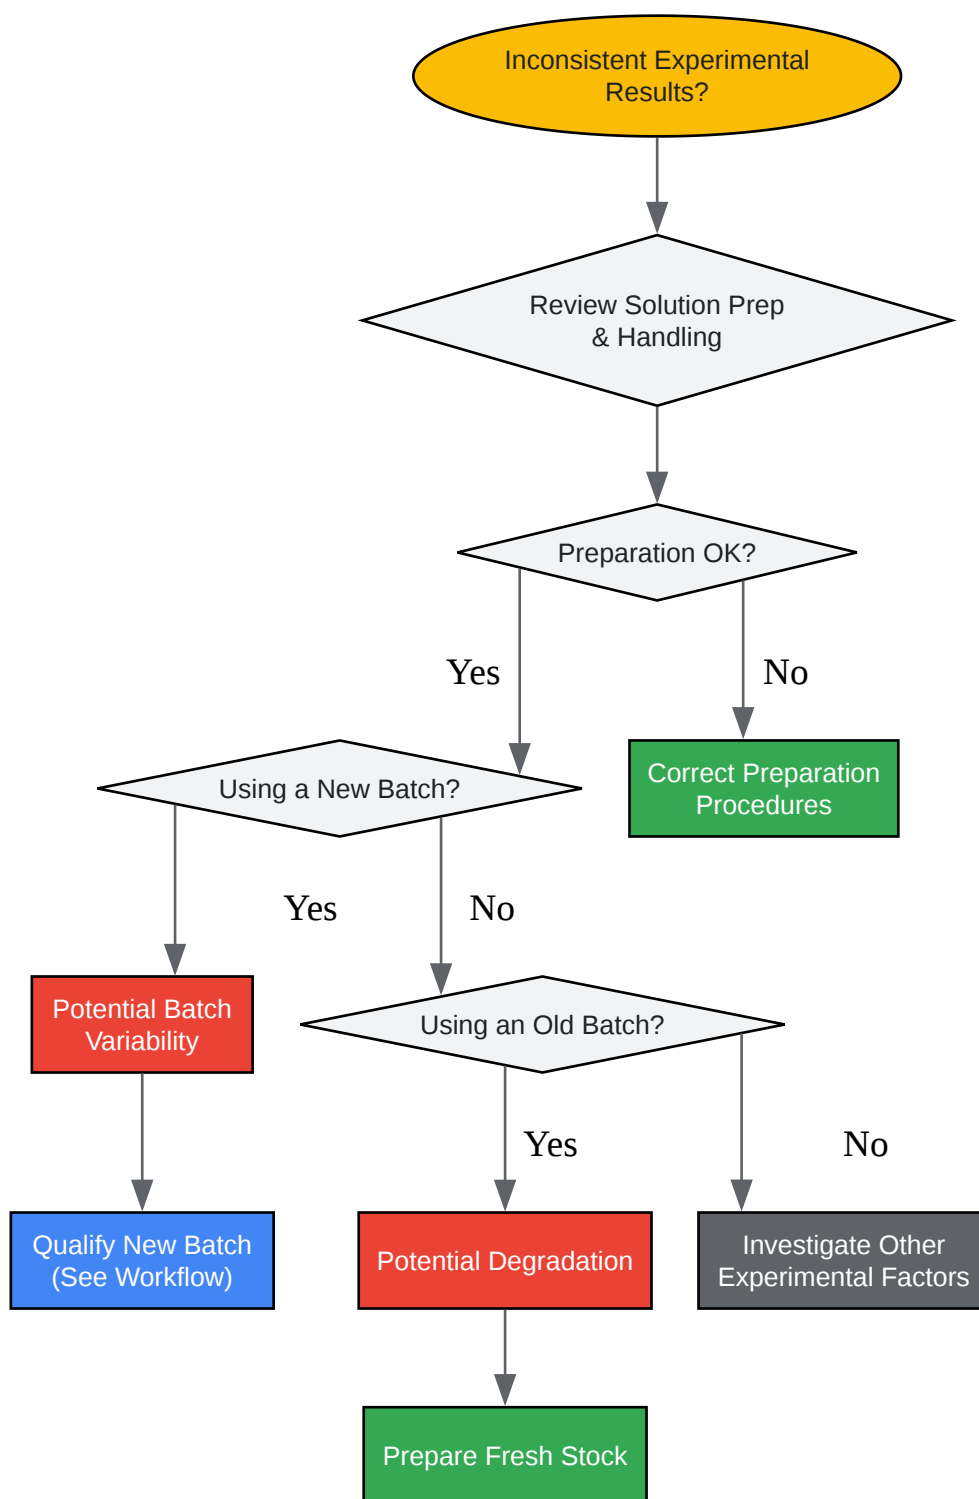 Inconsistent Experimental
Results?
Review Solution Prep
& Handling
Preparation OK?
Yes
No
Using a New Batch?
Correct Preparation
Procedures
Yes
No
Potential Batch
Variability
Using an Old Batch?
Yes
No
Qualify New Batch
(See Workflow)
Potential Degradation
Investigate Other
Experimental Factors
Prepare Fresh Stock